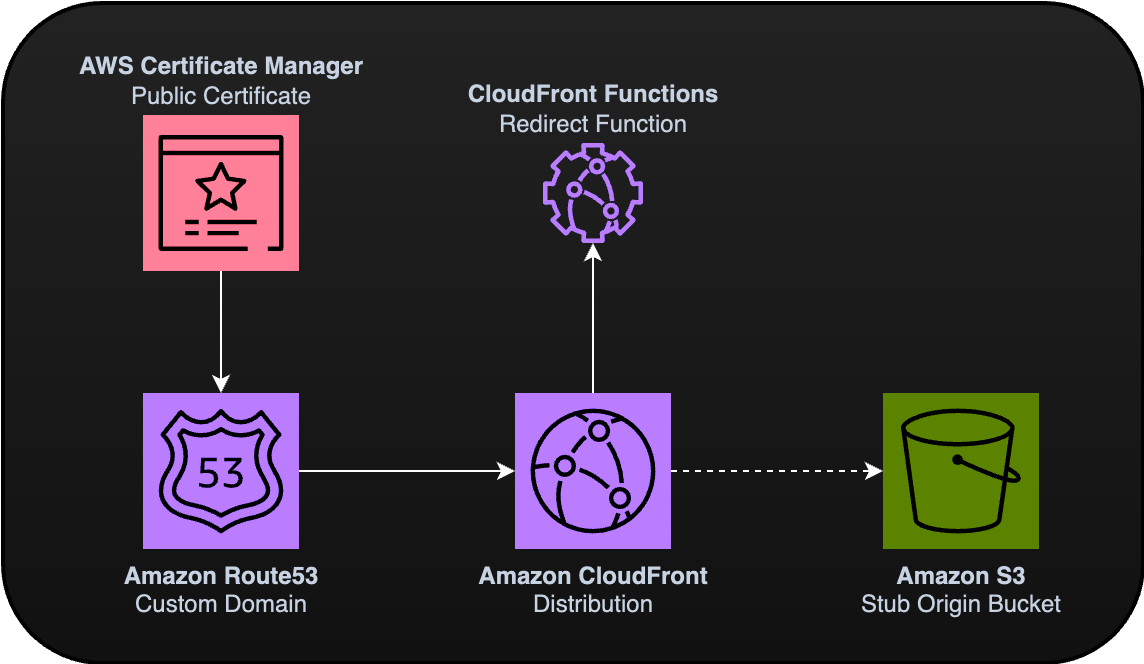 AWS Certificate Manager
Public Certificate
CloudFront Functions
Redirect Function
53
Amazon Route53
Custom Domain
Amazon CloudFront
Distribution
Amazon S3
Stub Origin Bucket